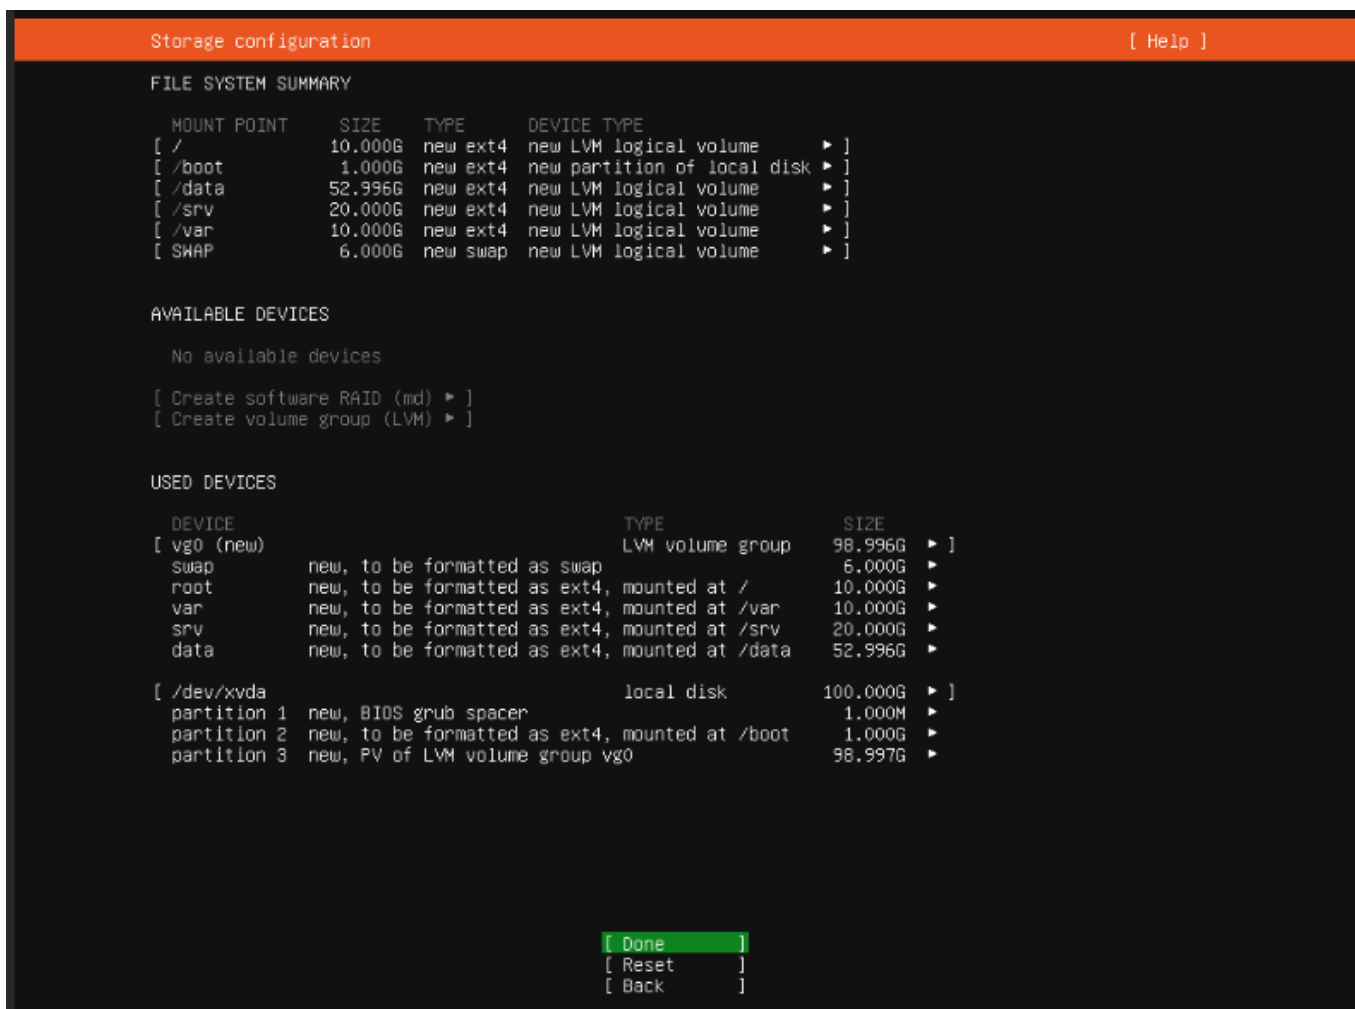 Storage configuration [ Help ]
FILE SYSTEM SUMMARY
MOUNT POINT SIZE TYPE DEVICE TYPE
[ / 10.000G new ext4 new LVM logical volume ▸ ]
[ /boot 1.000G new ext4 new partition of local disk ▸ ]
[ /data 52.996G new ext4 new LVM logical volume ▸ ]
[ /srv 20.000G new ext4 new LVM logical volume ▸ ]
[ /var 10.000G new ext4 new LVM logical volume ▸ ]
[ SWAP 6.000G new swap new LVM logical volume ▸ ]
AVAILABLE DEVICES
No available devices
[ Create software RAID (md) ▸ ]
[ Create volume group (LVM) ▸ ]
USED DEVICES
DEVICE TYPE SIZE
[ vg0 (new) LVM volume group 98.996G ▸ ]
swap new, to be formatted as swap 6.000G ▸
root new, to be formatted as ext4, mounted at / 10.000G ▸
var new, to be formatted as ext4, mounted at /var 10.000G ▸
srv new, to be formatted as ext4, mounted at /srv 20.000G ▸
data new, to be formatted as ext4, mounted at /data 52.996G ▸
[ /dev/xvda local disk 100.000G ▸ ]
partition 1 new, BIOS grub spacer 1.000M ▸
partition 2 new, to be formatted as ext4, mounted at /boot 1.000G ▸
partition 3 new, PV of LVM volume group vg0 98.997G ▸
[ Done ]
[ Reset ]
[ Back ]